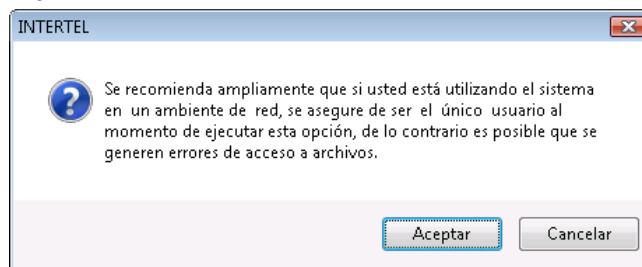 INTERTEL
Se recomienda ampliamente que si usted está utilizando el sistema
en un ambiente de red, se asegure de ser el único usuario al
momento de ejecutar esta opción, de lo contrario es posible que se
generen errores de acceso a archivos.
Aceptar Cancelar